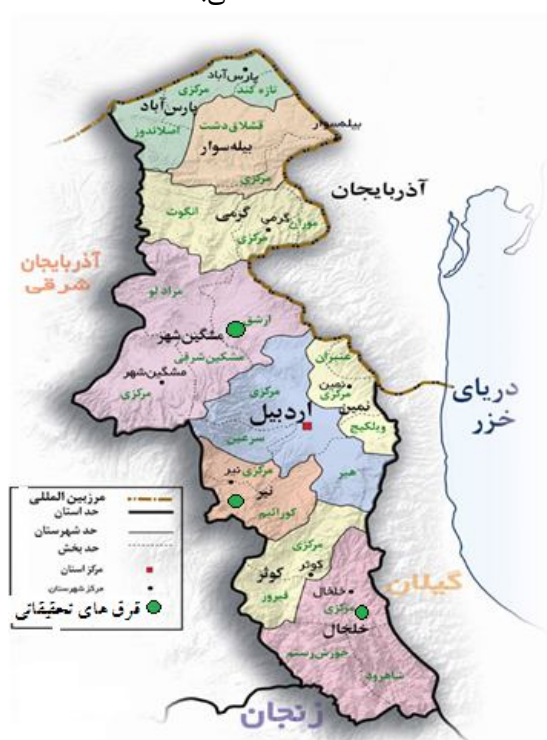 پارس‌آباد
تازه کند
مرکزی
پارس‌آباد
اصلاندوز
قشلاق دشت
بیله‌سوار
بیله‌سوار
مرکزی
آذربایجان
انگوت
گرمی
گرمی
موران
مرکزی
آذربایجان
شرقی
مرادلو
ارشق
مشگین‌شهر
مشکین‌شرقی
مشگین‌شهر
مرکزی
عنبران
نمین
مرکزی
نمین
ویلکیج
دریای
خزر
مرکزی
اردبیل
سرعین
هیر
نیر
مرکزی
نیر
کورائیم
مرکزی
کوثر
کوثر
فیروز
گیلان
خلخال
مرکزی
خلخال
خورش‌رستم
شاهرود
زنجان
مرزبین المللی
حد استان
حد شهرستان
حد بخش
مرکز استان
مرکز شهرستان
قرق های تحقیقاتی